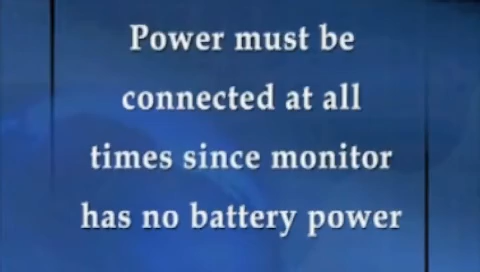 Power must be
connected at all
times since monitor
has no battery power